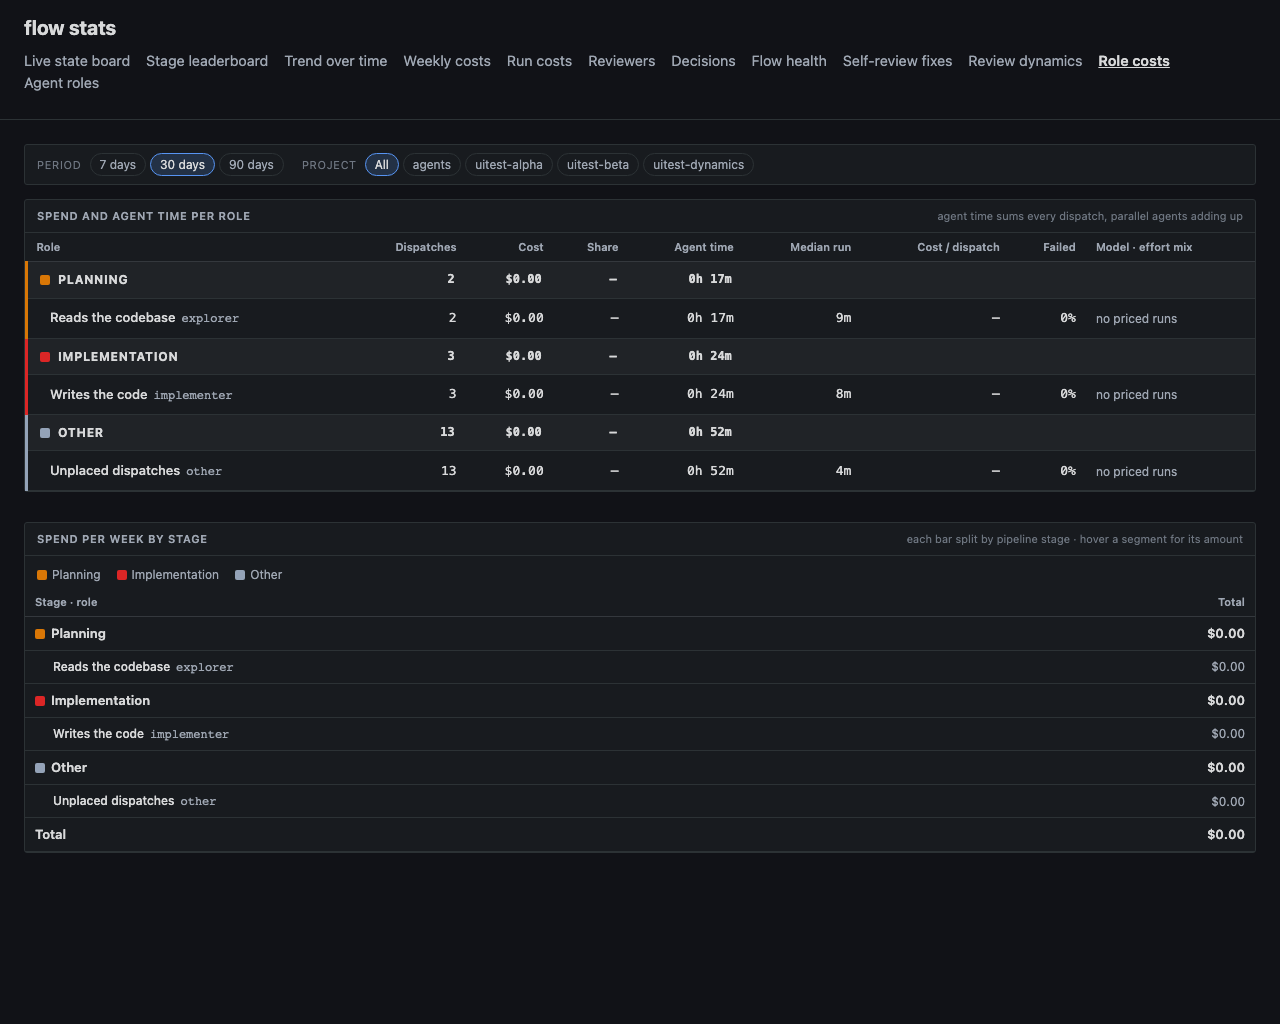 flow stats
Live state board Stage leaderboard Trend over time Weekly costs Run costs Reviewers Decisions Flow health Self-review fixes Review dynamics Role costs
Agent roles
PERIOD 7 days 30 days 90 days PROJECT All agents uitest-alpha uitest-beta uitest-dynamics
SPEND AND AGENT TIME PER ROLE agent time sums every dispatch, parallel agents adding up
Role Dispatches Cost Share Agent time Median run Cost / dispatch Failed Model · effort mix
PLANNING 2 $0.00 — 0h 17m
Reads the codebase explorer 2 $0.00 — 0h 17m 9m — 0% no priced runs
IMPLEMENTATION 3 $0.00 — 0h 24m
Writes the code implementer 3 $0.00 — 0h 24m 8m — 0% no priced runs
OTHER 13 $0.00 — 0h 52m
Unplaced dispatches other 13 $0.00 — 0h 52m 4m — 0% no priced runs
SPEND PER WEEK BY STAGE each bar split by pipeline stage · hover a segment for its amount
Planning Implementation Other
Stage · role Total
Planning $0.00
Reads the codebase explorer $0.00
Implementation $0.00
Writes the code implementer $0.00
Other $0.00
Unplaced dispatches other $0.00
Total $0.00